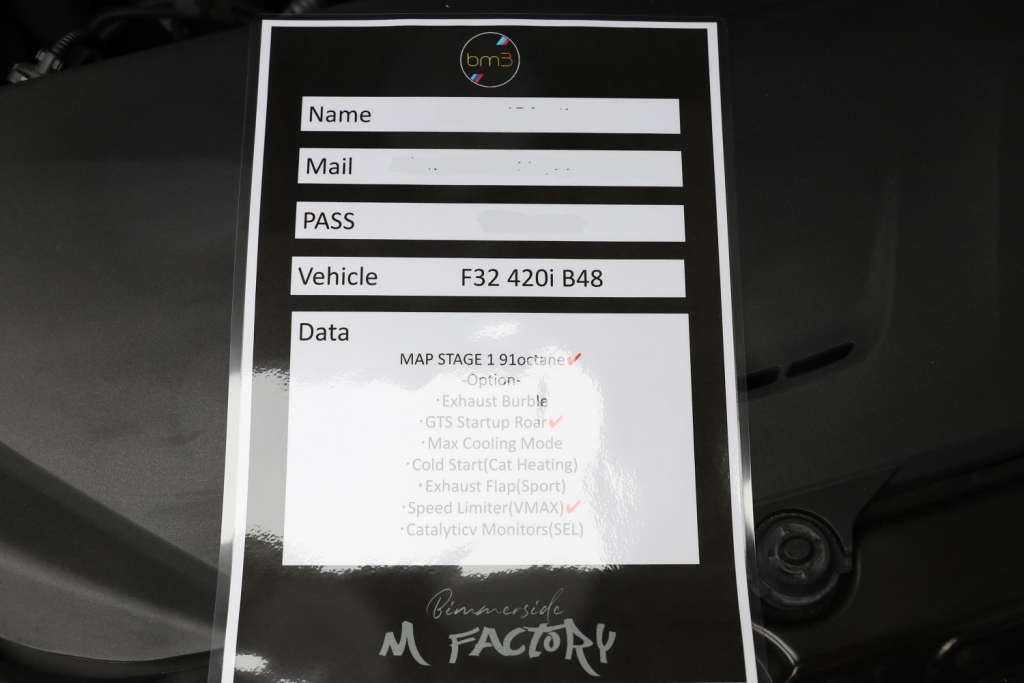 bm3
Name
Mail
PASS
Vehicle F32 420i B48
Data
MAP STAGE 1 91octane✔
-Option-
・Exhaust Burble
・GTS Startup Roar✔
・Max Cooling Mode
・Cold Start(Cat Heating)
・Exhaust Flap(Sport)
・Speed Limiter(VMAX)✔
・Catalyticv Monitors(SEL)
Bimmerside
M FACTORY